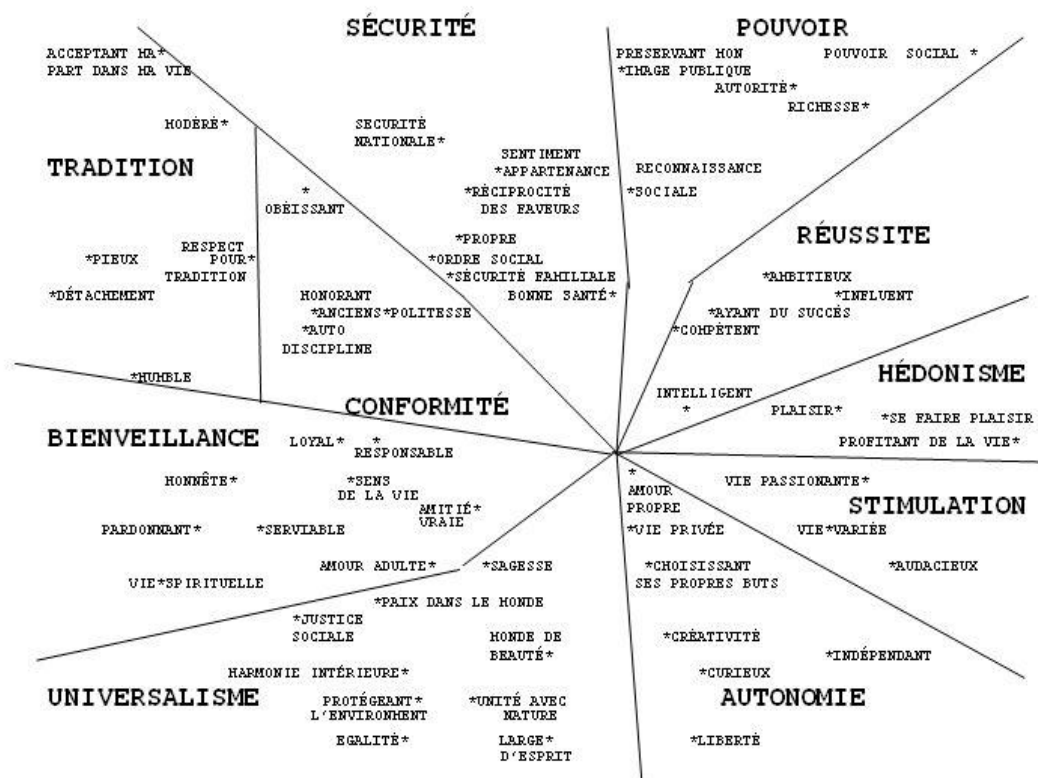 SÉCURITÉ
POUVOIR
ACCEPTANT MA*
PART DANS MA VIE
PRESERVANT MON
*IMAGE PUBLIQUE
POUVOIR SOCIAL *
AUTORITÉ*
RICHESSE*
MODÉRÉ*
SECURITÉ
NATIONALE*
TRADITION
SENTIMENT
*APPARTENANCE
RECONNAISSANCE
*SOCIALE
*
OBÉISSANT
*RÉCIPROCITÉ
DES FAVEURS
RÉUSSITE
*PIEUX
RESPECT
POUR*
TRADITION
*PROPRE
*ORDRE SOCIAL
*SÉCURITÉ FAMILIALE
BONNE SANTÉ*
*AMBITIEUX
*INFLUENT
*AYANT DU SUCCÈS
*COMPÉTENT
*DÉTACHEMENT
HONORANT
*ANCIENS
*POLITESSE
*AUTO
DISCIPLINE
*HUMBLE
HÉDONISME
INTELLIGENT
*
PLAISIR*
*SE FAIRE PLAISIR
PROFITANT DE LA VIE*
CONFORMITÉ
BIENVEILLANCE
LOYAL*
*
RESPONSABLE
HONNÊTE*
*SENS
DE LA VIE
AMITIÉ*
VRAIE
*
AMOUR
PROPRE
VIE PASSIONANTE*
STIMULATION
PARDONNANT*
*SERVIABLE
*VIE PRIVÉE
VIE*VARIÉE
AMOUR ADULTE*
*SAGESSE
*CHOISISSANT
SES PROPRES BUTS
*AUDACIEUX
VIE*SPIRITUELLE
*PAIX DANS LE MONDE
*JUSTICE
SOCIALE
MONDE DE
BEAUTÉ*
*CRÉATIVITÉ
*INDÉPENDANT
HARMONIE INTÉRIEURE*
*CURIEUX
UNIVERSALISME
PROTÉGEANT*
L'ENVIRONMENT
*UNITÉ AVEC
NATURE
AUTONOMIE
EGALITÉ*
LARGE*
D'ESPRIT
*LIBERTÉ